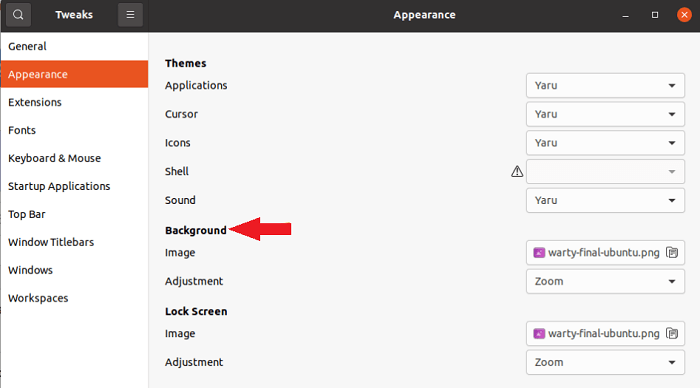 Tweaks
Appearance
General
Appearance
Extensions
Fonts
Keyboard & Mouse
Startup Applications
Top Bar
Window Titlebars
Windows
Workspaces
Themes
Applications Yaru
Cursor Yaru
Icons Yaru
Shell
Sound Yaru
Background
Image warty-final-ubuntu.png
Adjustment Zoom
Lock Screen
Image warty-final-ubuntu.png
Adjustment Zoom